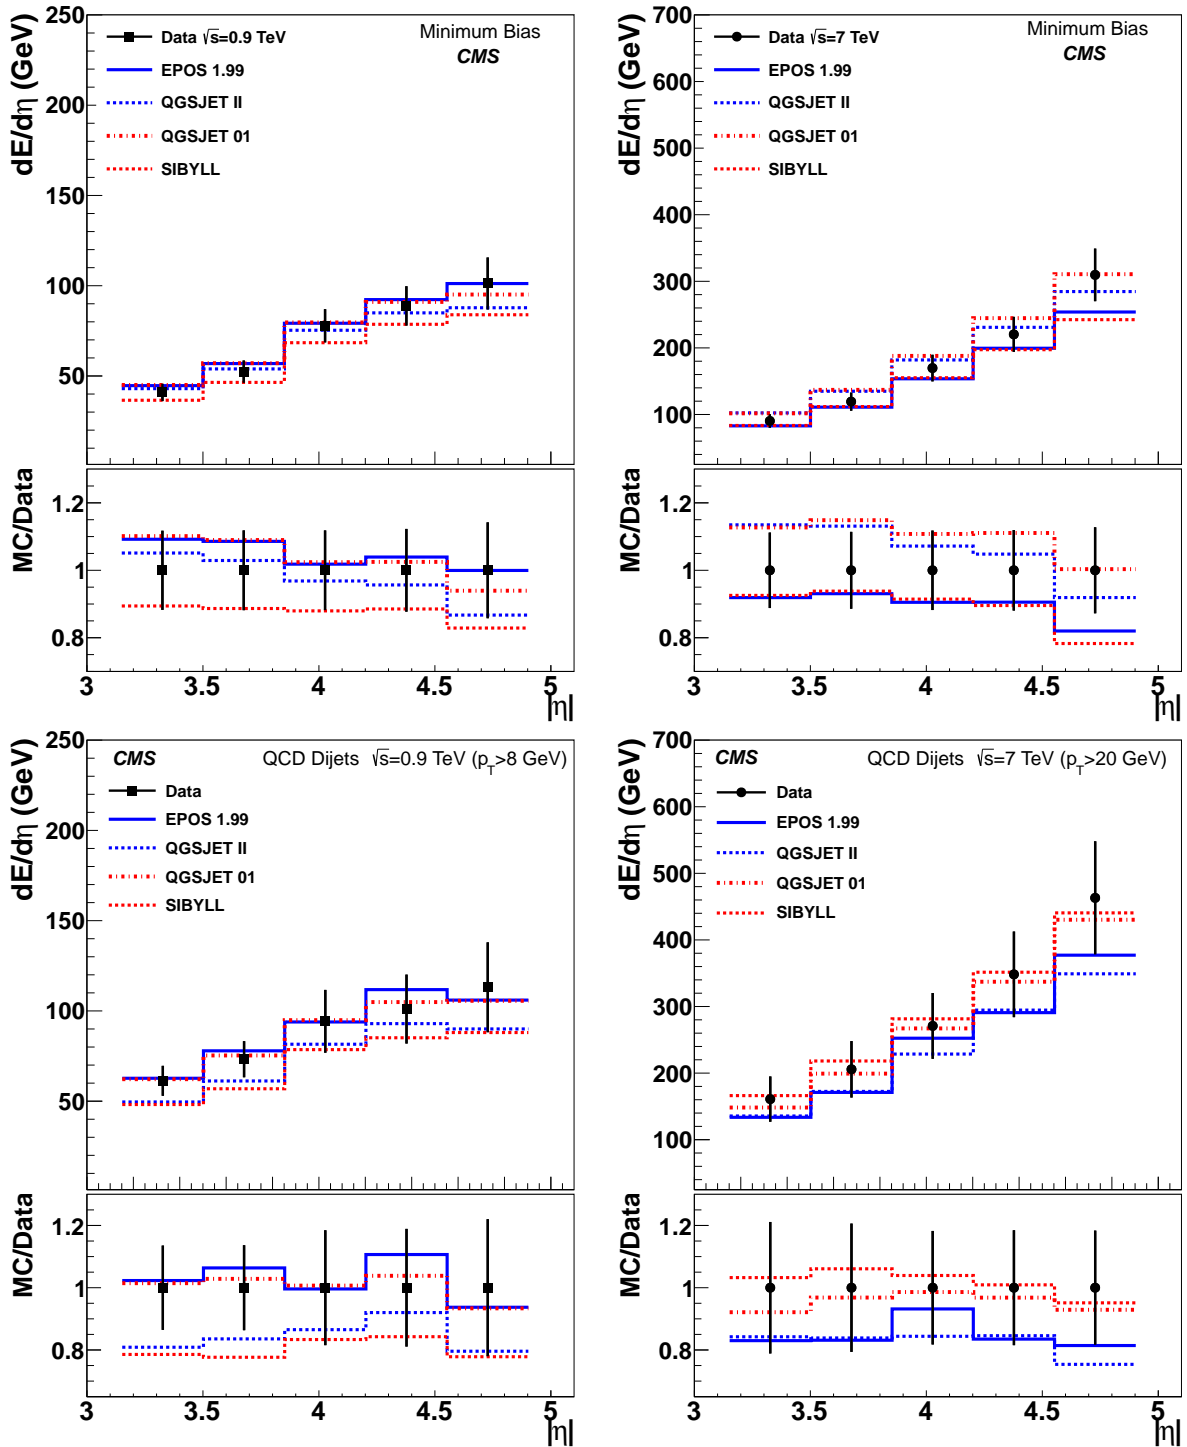 250
200
150
100
50
dE/dη (GeV)
Data √s=0.9 TeV
EPOS 1.99
QGSJET II
QGSJET 01
SIBYLL
Minimum Bias
CMS
1.2
1
0.8
MC/Data
3 3.5 4 4.5 5
|η|
700
600
500
400
300
200
100
dE/dη (GeV)
Data √s=7 TeV
EPOS 1.99
QGSJET II
QGSJET 01
SIBYLL
Minimum Bias
CMS
1.2
1
0.8
MC/Data
3 3.5 4 4.5 5
|η|
250
200
150
100
50
dE/dη (GeV)
CMS QCD Dijets √s=0.9 TeV (p_T>8 GeV)
Data
EPOS 1.99
QGSJET II
QGSJET 01
SIBYLL
1.2
1
0.8
MC/Data
3 3.5 4 4.5 5
|η|
700
600
500
400
300
200
100
dE/dη (GeV)
CMS QCD Dijets √s=7 TeV (p_T>20 GeV)
Data
EPOS 1.99
QGSJET II
QGSJET 01
SIBYLL
1.2
1
0.8
MC/Data
3 3.5 4 4.5 5
|η|